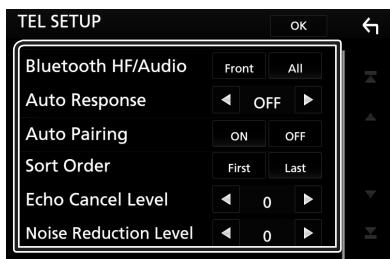 TEL SETUP OK
Bluetooth HF/Audio Front All
Auto Response OFF
Auto Pairing ON OFF
Sort Order First Last
Echo Cancel Level 0
Noise Reduction Level 0